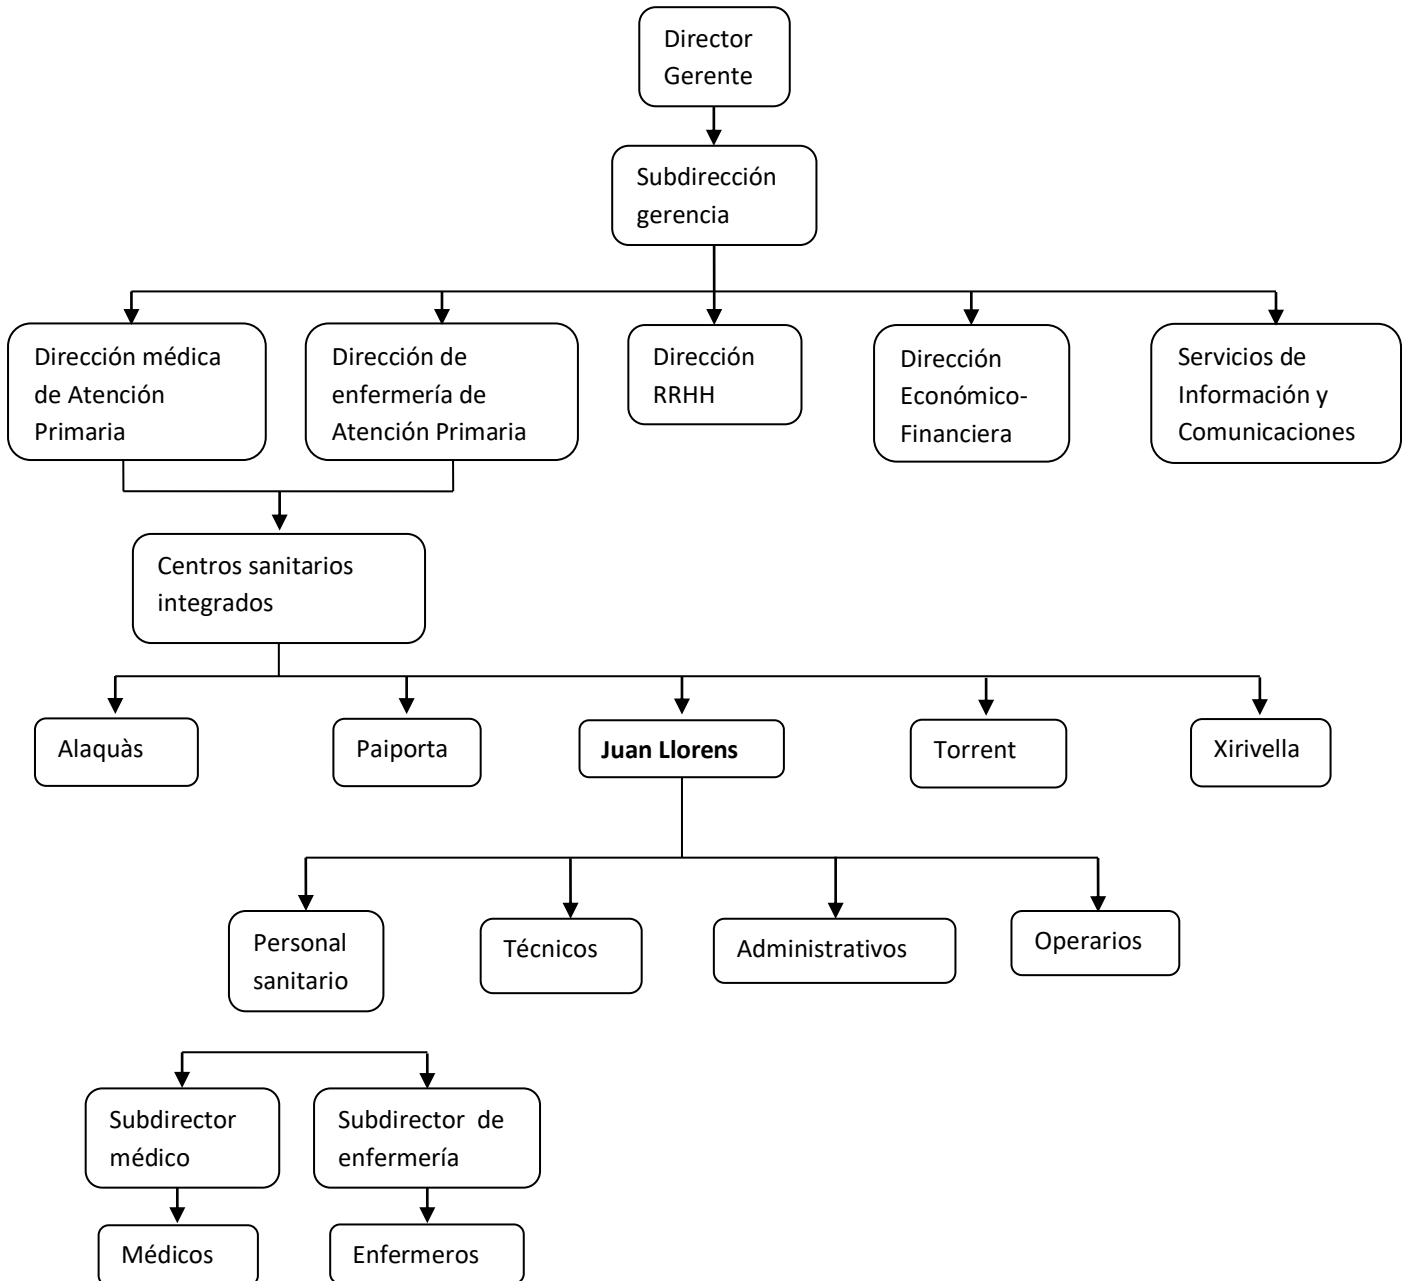 Director
Gerente
Subdirección
gerencia
Dirección médica
de Atención
Primaria
Dirección de
enfermería de
Atención Primaria
Dirección
RRHH
Dirección
Económico-
Financiera
Servicios de
Información y
Comunicaciones
Centros sanitarios
integrados
Alaquàs
Paiporta
Juan Llorens
Torrent
Xirivella
Personal
sanitario
Técnicos
Administrativos
Operarios
Subdirector
médico
Subdirector de
enfermería
Médicos
Enfermeros